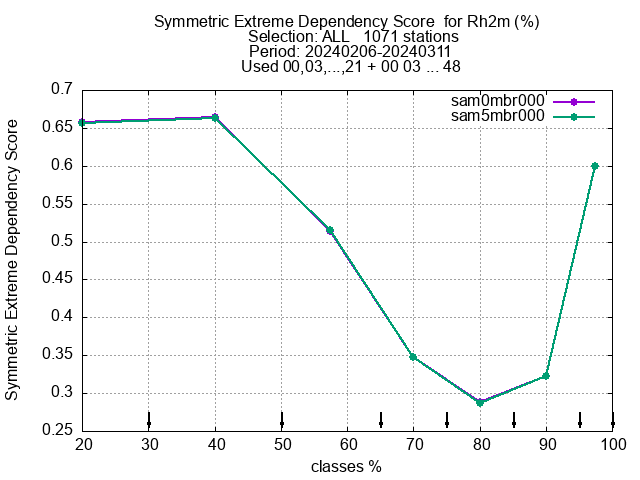 Symmetric Extreme Dependency Score  for Rh2m (%)
Selection: ALL   1071 stations
Period: 20240206-20240311
Used 00,03,...,21 + 00 03 ... 48
sam0mbr000
sam5mbr000
Symmetric Extreme Dependency Score
0.7
0.65
0.6
0.55
0.5
0.45
0.4
0.35
0.3
0.25
20 30 40 50 60 70 80 90 100
classes %